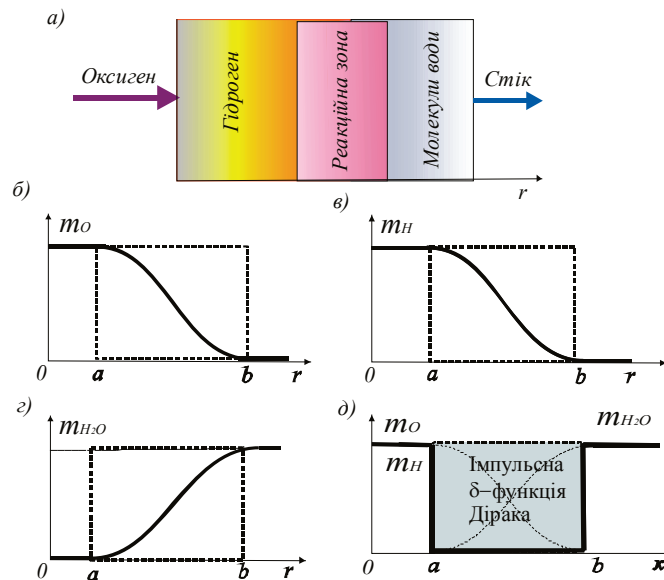 а)
Оксиген
Гідроген
Реакційна зона
Молекули води
Стік
r
б)
mO
0
a
b
r
в)
mH
0
a
b
r
г)
mH2O
0
a
b
r
д)
mO
mH
mH2O
Імпульсна
δ–функція
Дірака
0
a
b
x